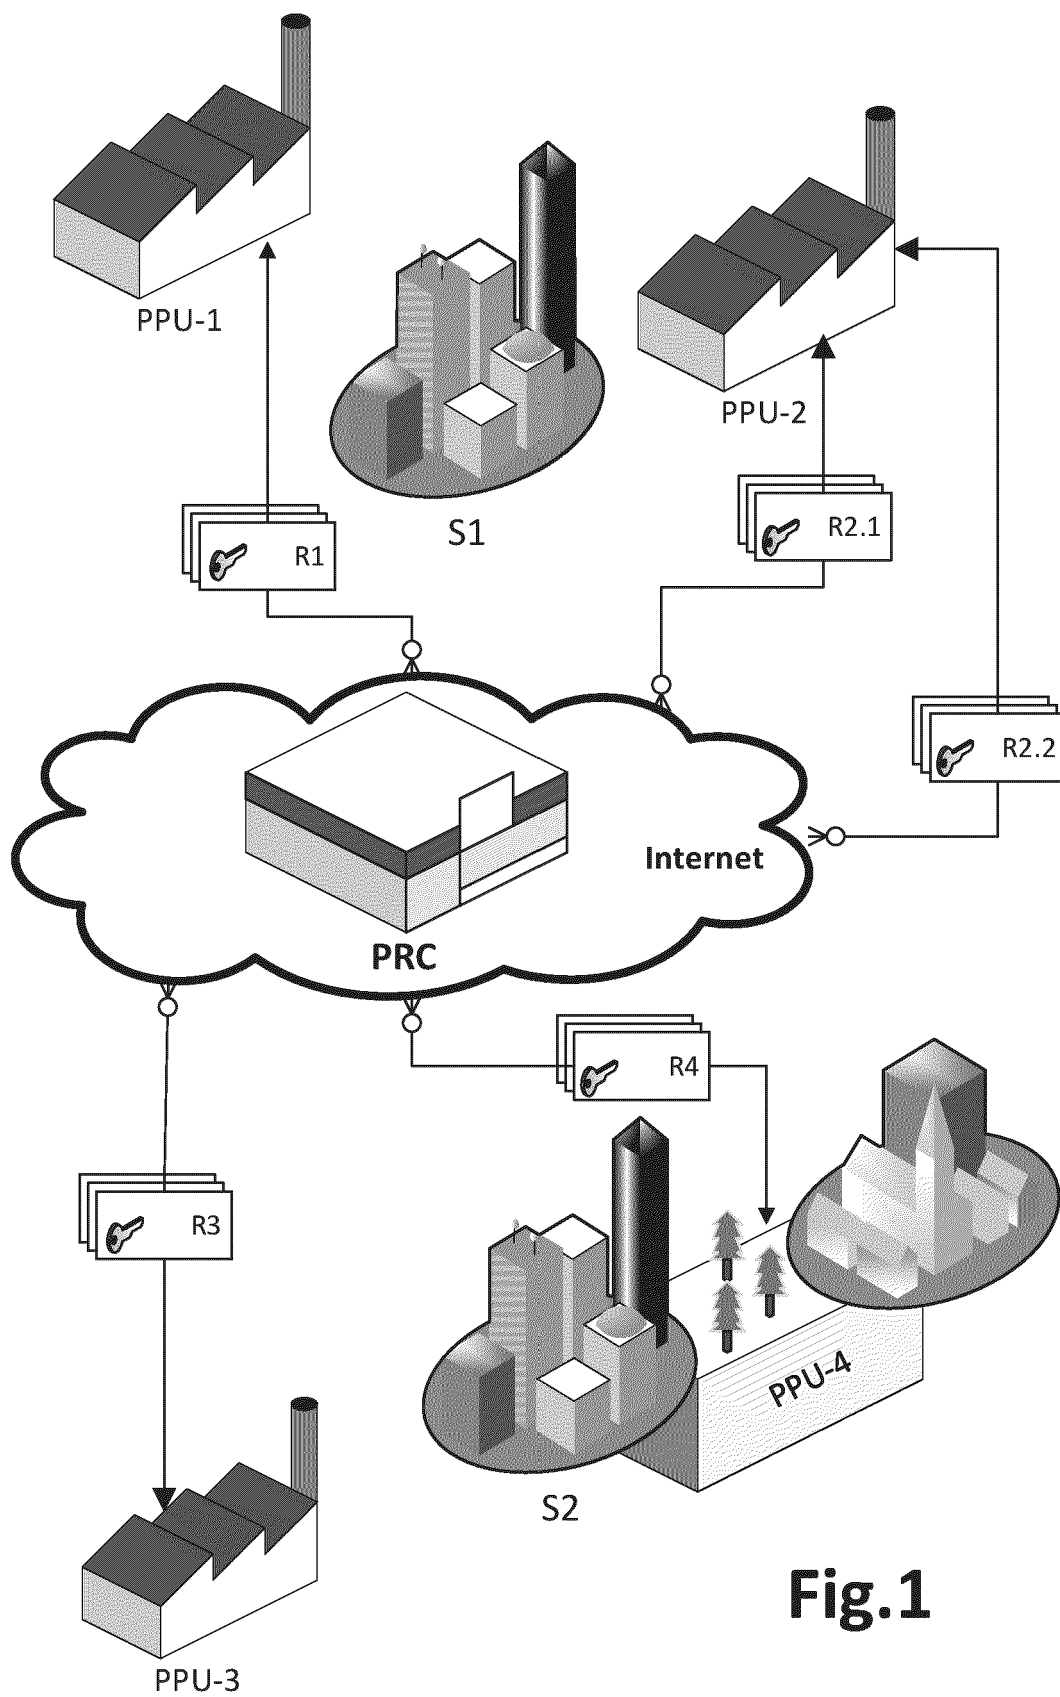 PPU-1
PPU-2
S1
R1
R2.1
R2.2
Internet
PRC
R4
R3
PPU-4
S2
Fig.1
PPU-3